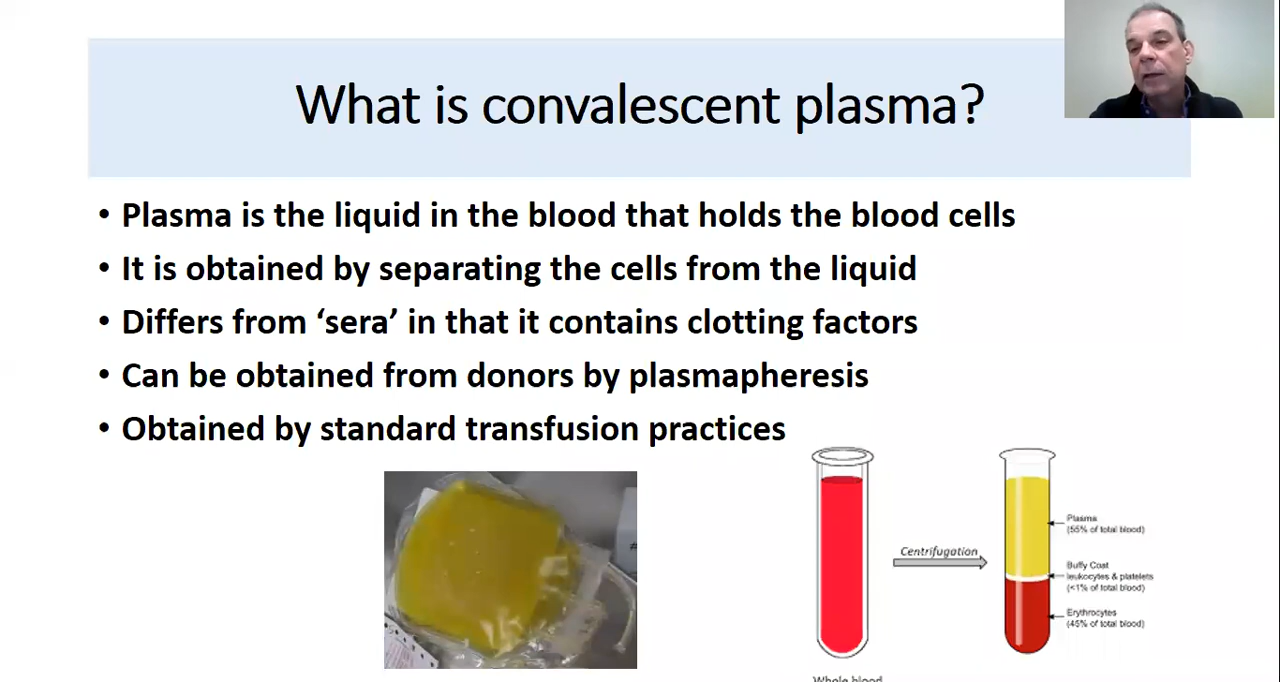 What is convalescent plasma?
• Plasma is the liquid in the blood that holds the blood cells
• It is obtained by separating the cells from the liquid
• Differs from ‘sera’ in that it contains clotting factors
• Can be obtained from donors by plasmapheresis
• Obtained by standard transfusion practices
Centrifugation
Plasma
(55% of total blood)
Buffy Coat
leukocytes & platelets
(<1% of total blood)
Erythrocytes
(45% of total blood)
Whole blood